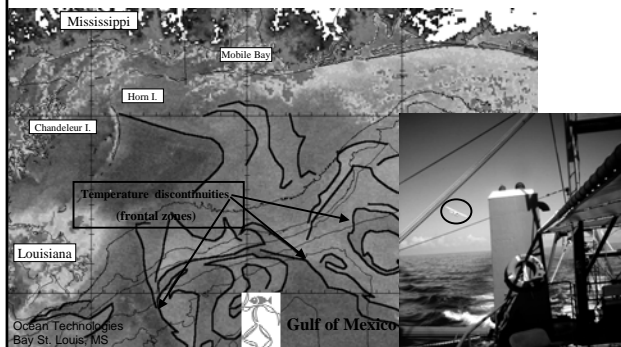 Mississippi
Mobile Bay
Horn I.
Chandeleur I.
Temperature discontinuities
(frontal zones)
Louisiana
Ocean Technologies
Bay St. Louis, MS
Gulf of Mexico